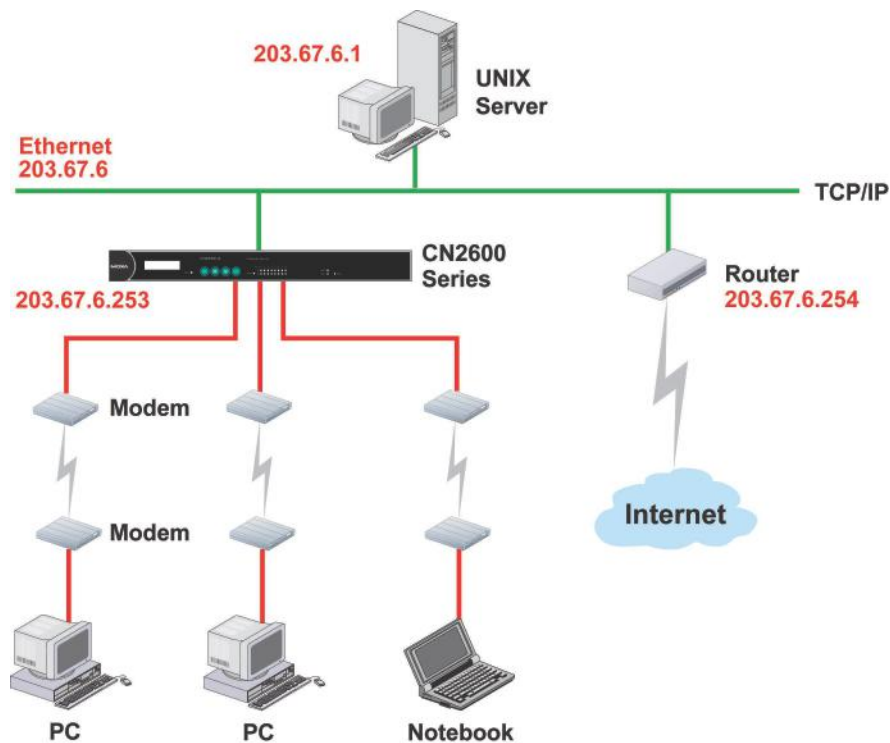 203.67.6.1
UNIX
Server
Ethernet
203.67.6
TCP/IP
CN2600
Series
203.67.6.253
Router
203.67.6.254
Modem
Internet
Modem
PC
PC
Notebook